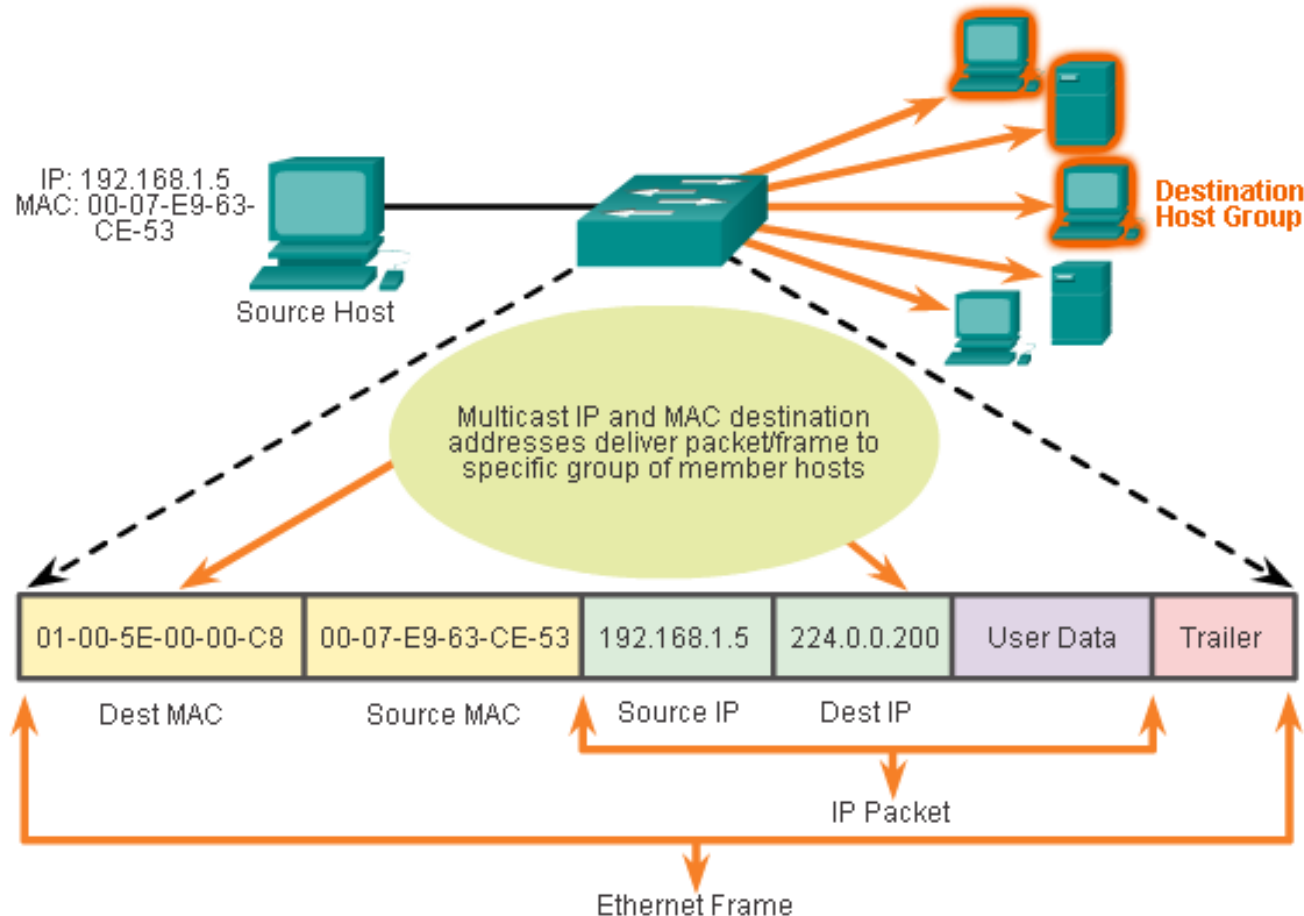 IP: 192.168.1.5
MAC: 00-07-E9-63-
CE-53
Source Host
Destination
Host Group
Multicast IP and MAC destination
addresses deliver packet/frame to
specific group of member hosts
01-00-5E-00-00-C8 00-07-E9-63-CE-53 192.168.1.5 224.0.0.200 User Data Trailer
Dest MAC Source MAC Source IP Dest IP
IP Packet
Ethernet Frame